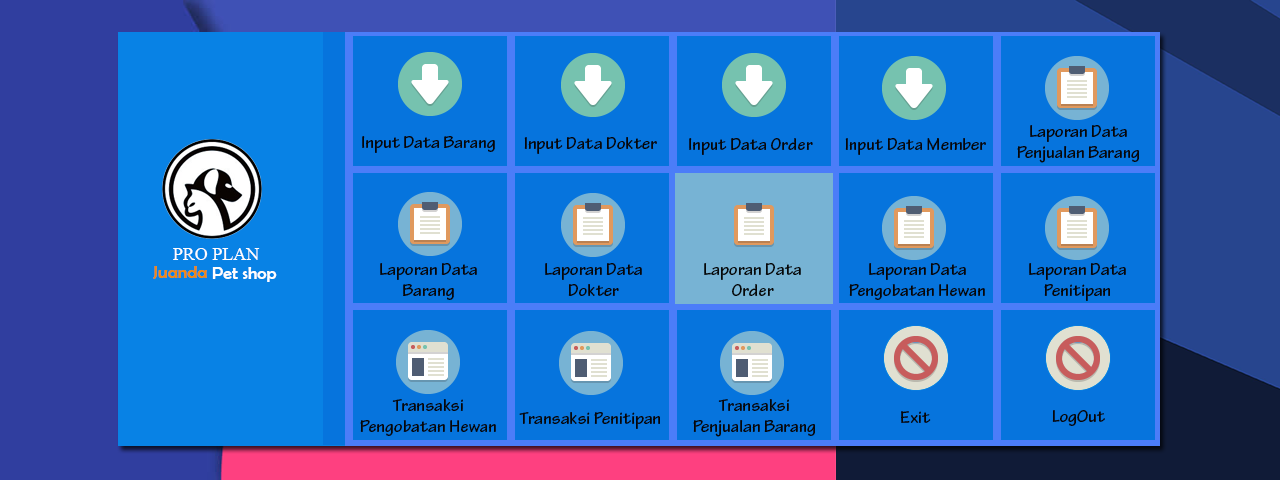 PRO PLAN
Juanda Pet shop
Input Data Barang
Input Data Dokter
Input Data Order
Input Data Member
Laporan Data
Penjualan Barang
Laporan Data
Barang
Laporan Data
Dokter
Laporan Data
Order
Laporan Data
Pengobatan Hewan
Laporan Data
Penitipan
Transaksi
Pengobatan Hewan
Transaksi Penitipan
Transaksi
Penjualan Barang
Exit
LogOut